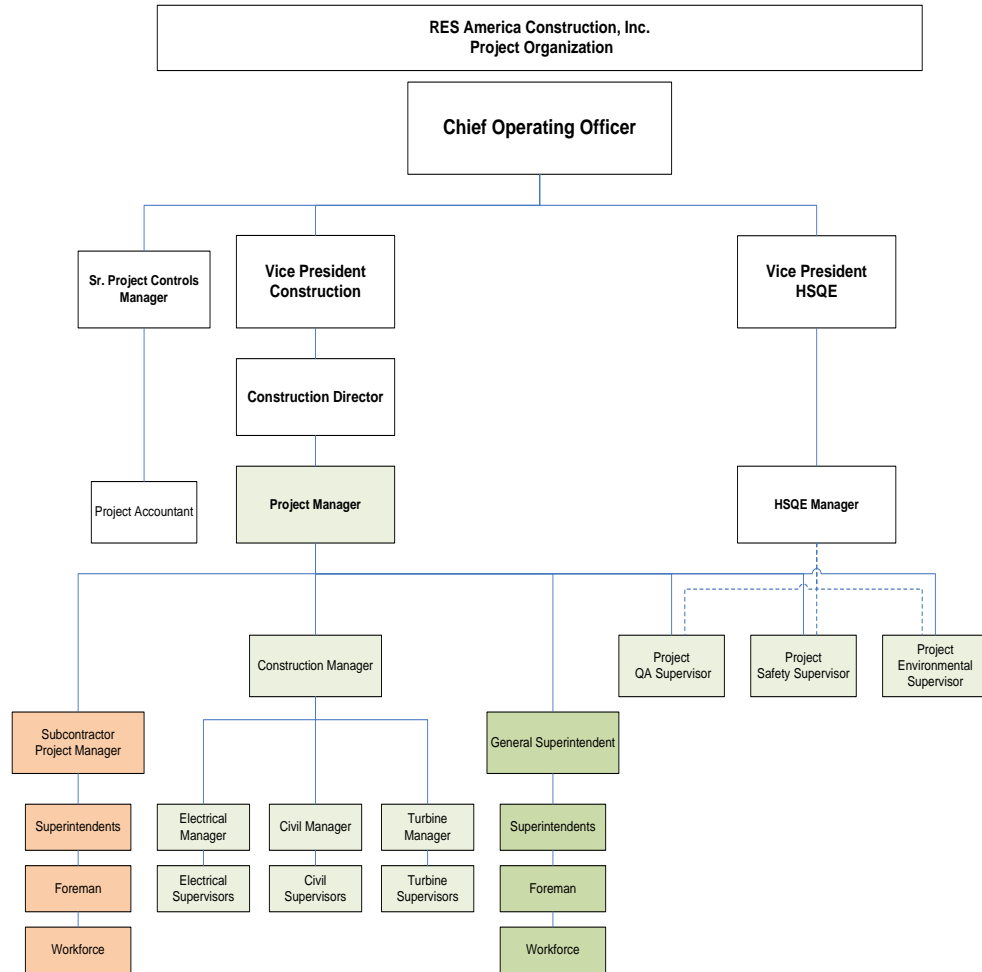 RES America Construction, Inc.
Project Organization
Chief Operating Officer
Sr. Project Controls
Manager
Vice President
Construction
Vice President
HSQE
Construction Director
Project Accountant
Project Manager
HSQE Manager
Construction Manager
Project
QA Supervisor
Project
Safety Supervisor
Project
Environmental
Supervisor
Subcontractor
Project Manager
General Superintendent
Superintendents
Electrical
Manager
Civil Manager
Turbine
Manager
Superintendents
Foreman
Electrical
Supervisors
Civil
Supervisors
Turbine
Supervisors
Foreman
Workforce
Workforce